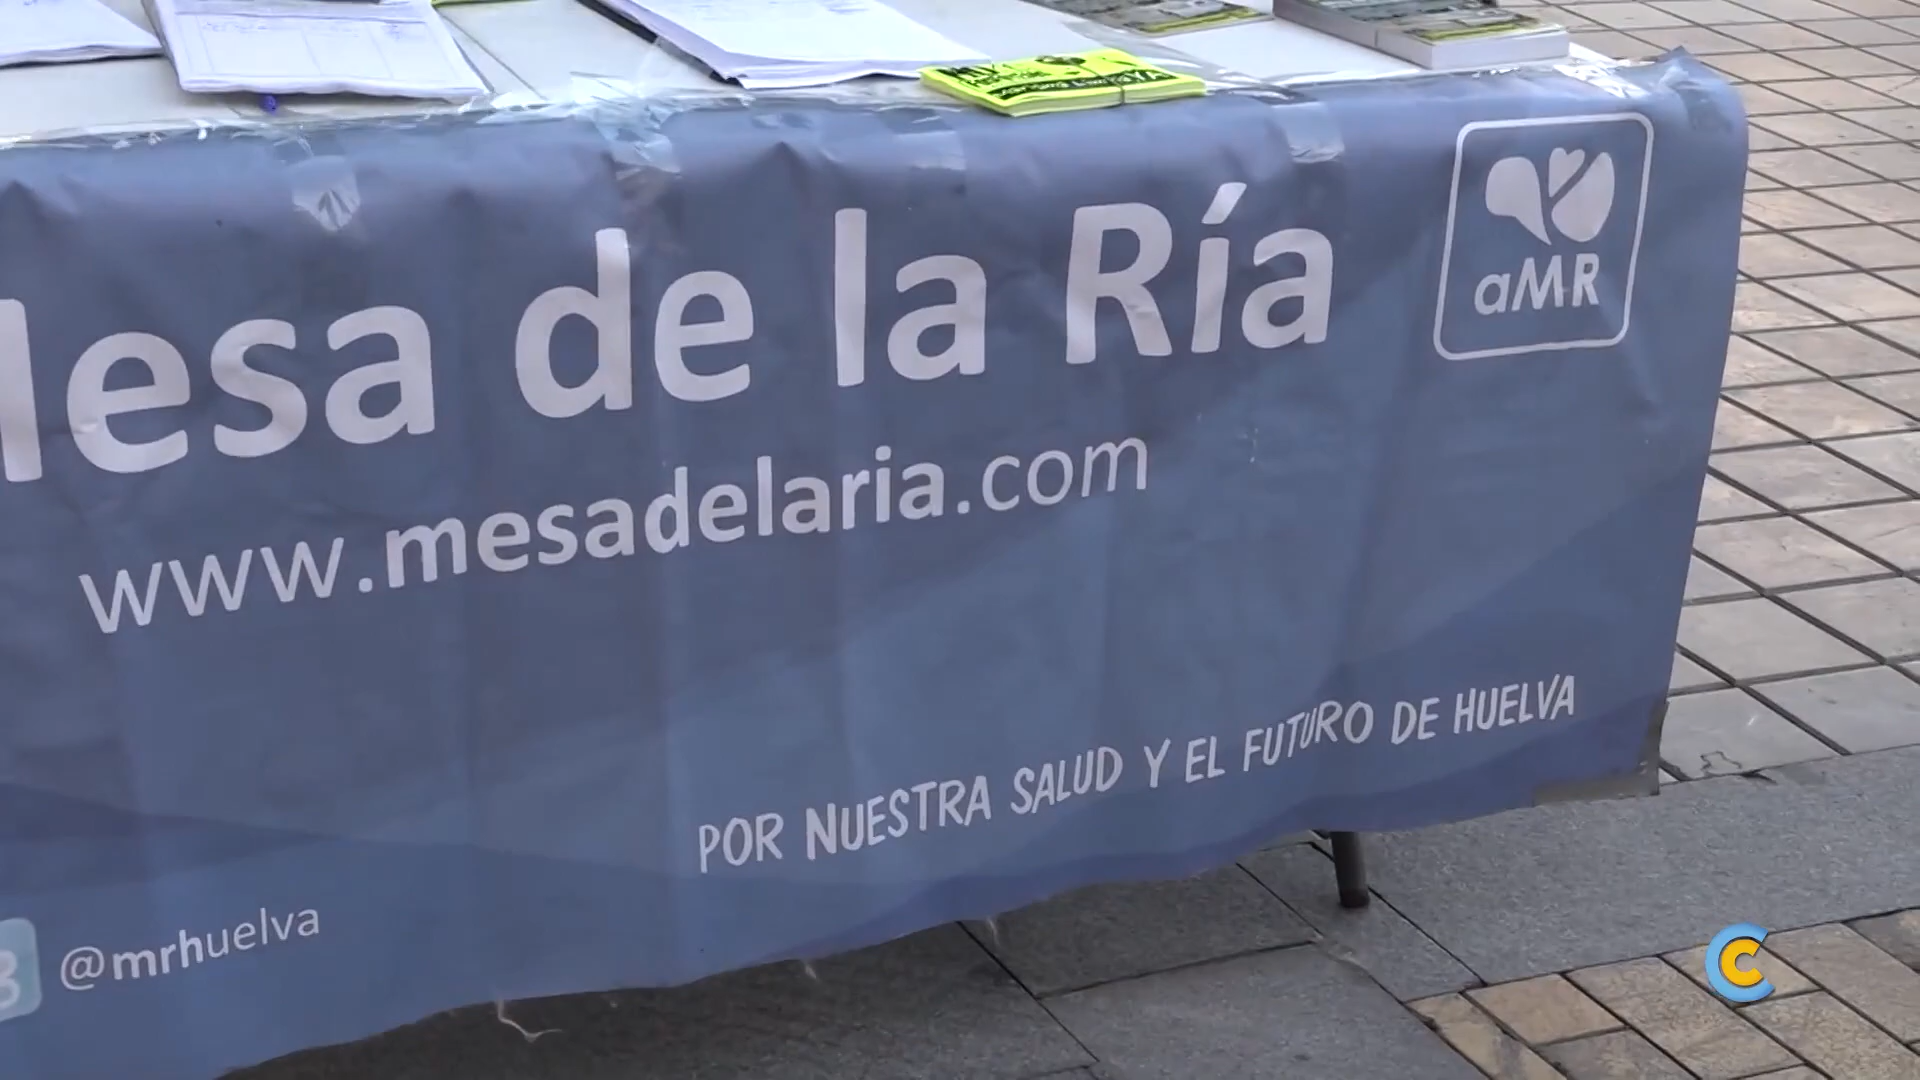 Mesa de la Ría
aMR
www.mesadelaria.com
POR NUESTRA SALUD Y EL FUTURO DE HUELVA
@mrhuelva